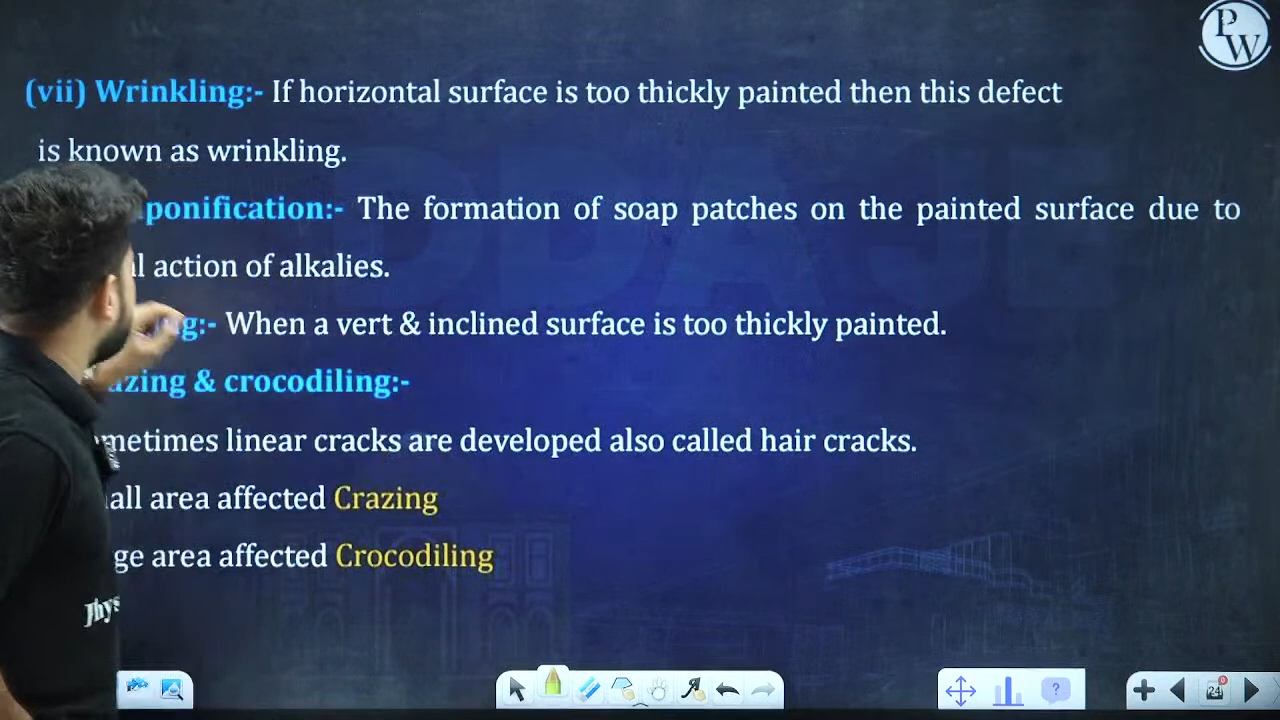 PW
(vii) Wrinkling:- If horizontal surface is too thickly painted then this defect
is known as wrinkling.
ponification:- The formation of soap patches on the painted surface due to
action of alkalies.
When a vert & inclined surface is too thickly painted.
zing & crocodiling:-
metimes linear cracks are developed also called hair cracks.
all area affected Crazing
ge area affected Crocodiling
Jhys
24